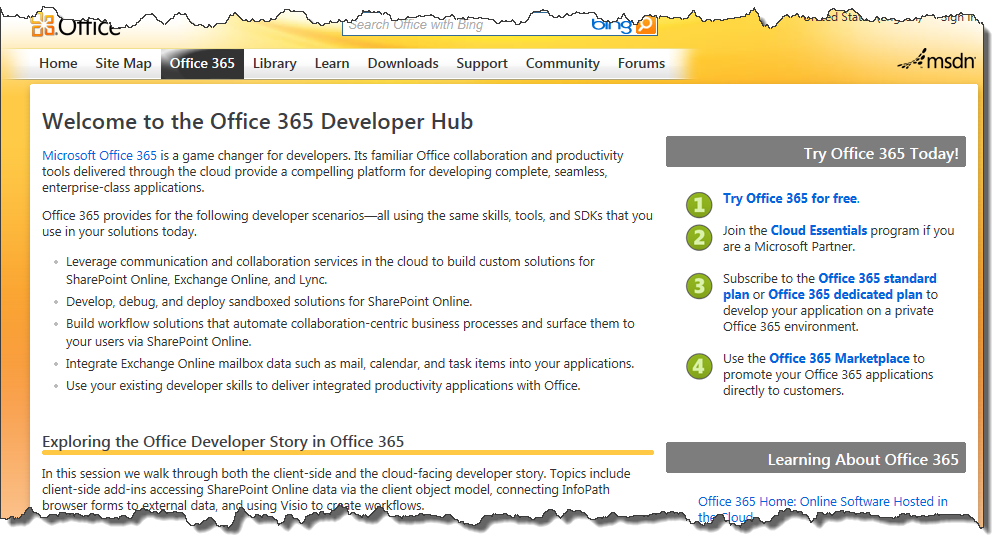 Office
Search Office with Bing
bing
Home Site Map Office 365 Library Learn Downloads Support Community Forums
msdn
Welcome to the Office 365 Developer Hub
Microsoft Office 365 is a game changer for developers. Its familiar Office collaboration and productivity
tools delivered through the cloud provide a compelling platform for developing complete, seamless,
enterprise-class applications.
Office 365 provides for the following developer scenarios—all using the same skills, tools, and SDKs that you
use in your solutions today.
• Leverage communication and collaboration services in the cloud to build custom solutions for
SharePoint Online, Exchange Online, and Lync.
• Develop, debug, and deploy sandboxed solutions for SharePoint Online.
• Build workflow solutions that automate collaboration-centric business processes and surface them to
your users via SharePoint Online.
• Integrate Exchange Online mailbox data such as mail, calendar, and task items into your applications.
• Use your existing developer skills to deliver integrated productivity applications with Office.
Exploring the Office Developer Story in Office 365
In this session we walk through both the client-side and the cloud-facing developer story. Topics include
client-side add-ins accessing SharePoint Online data via the client object model, connecting InfoPath
browser forms to external data, and using Visio to create workflows.
Try Office 365 Today!
1 Try Office 365 for free.
2 Join the Cloud Essentials program if you
are a Microsoft Partner.
3 Subscribe to the Office 365 standard
plan or Office 365 dedicated plan to
develop your application on a private
Office 365 environment.
4 Use the Office 365 Marketplace to
promote your Office 365 applications
directly to customers.
Learning About Office 365
Office 365 Home: Online Software Hosted in
the Cloud